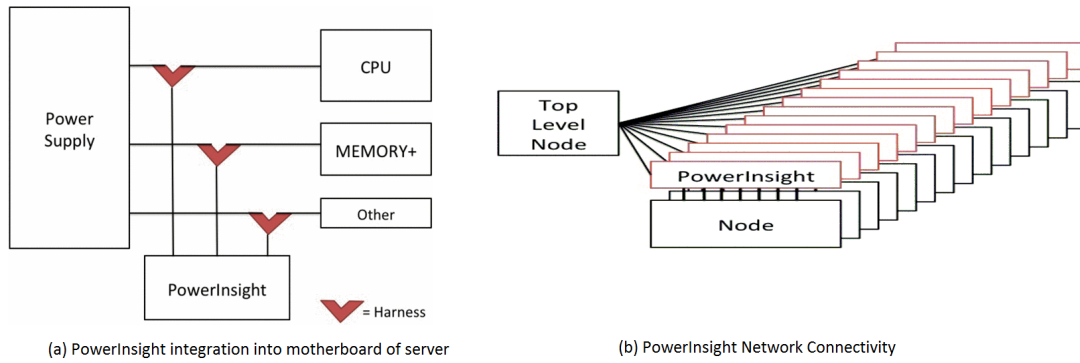 Power
Supply
CPU
MEMORY+
Other
PowerInsight
= Harness
(a) PowerInsight integration into motherboard of server
Top
Level
Node
PowerInsight
Node
(b) PowerInsight Network Connectivity